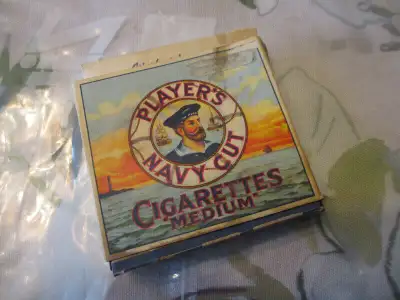 PLAYER'S
NAVY CUT
CIGARETTES
"MEDIUM"